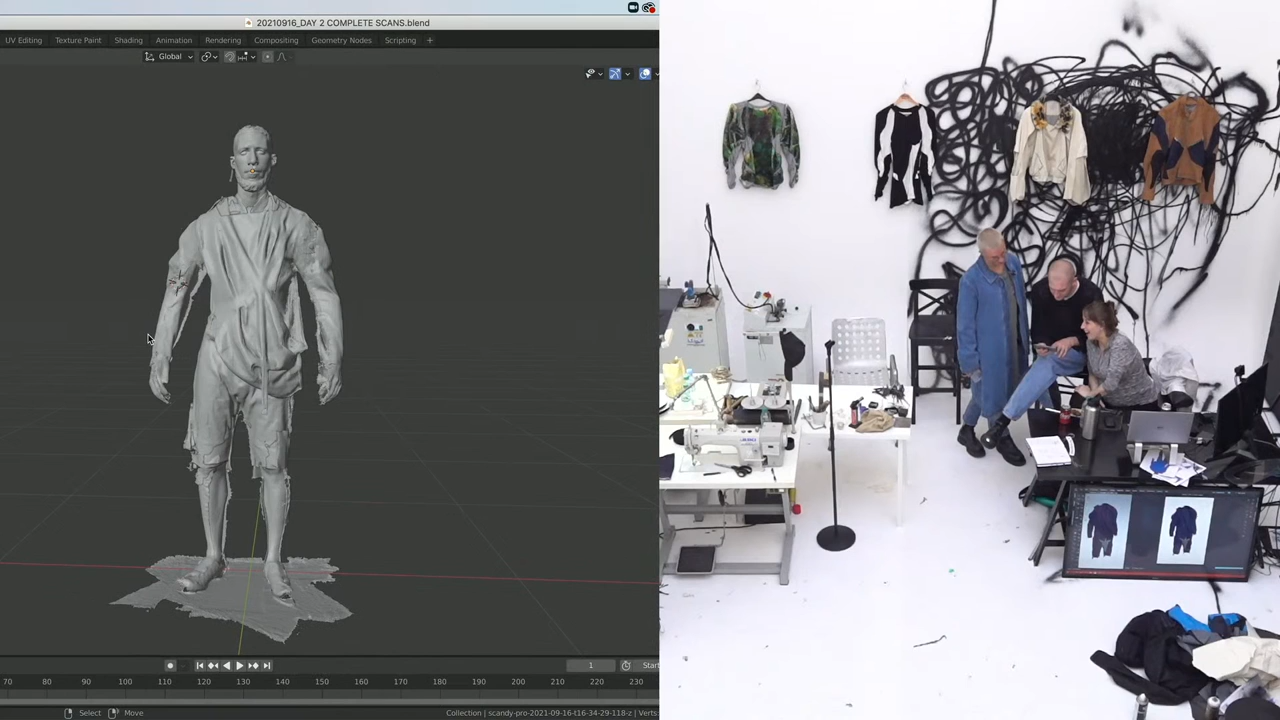 20210916_DAY 2 COMPLETE SCANS.blend
UV Editing Texture Paint Shading Animation Rendering Compositing Geometry Nodes Scripting +
Global
1 Start
70 80 90 100 110 120 130 140 150 160 170 180 190 200 210 220 230
Select Move Collection | scandy-pro-2021-09-16-t16-34-29-118-z | Verts:
JUKI